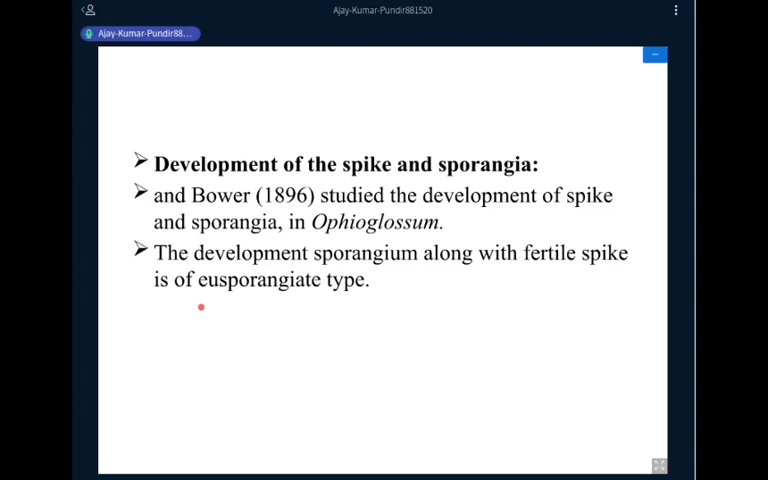 Ajay-Kumar-Pundir881520
Ajay-Kumar-Pundir88...
Development of the spike and sporangia:
and Bower (1896) studied the development of spike
and sporangia, in Ophioglossum.
The development sporangium along with fertile spike
is of eusporangiate type.